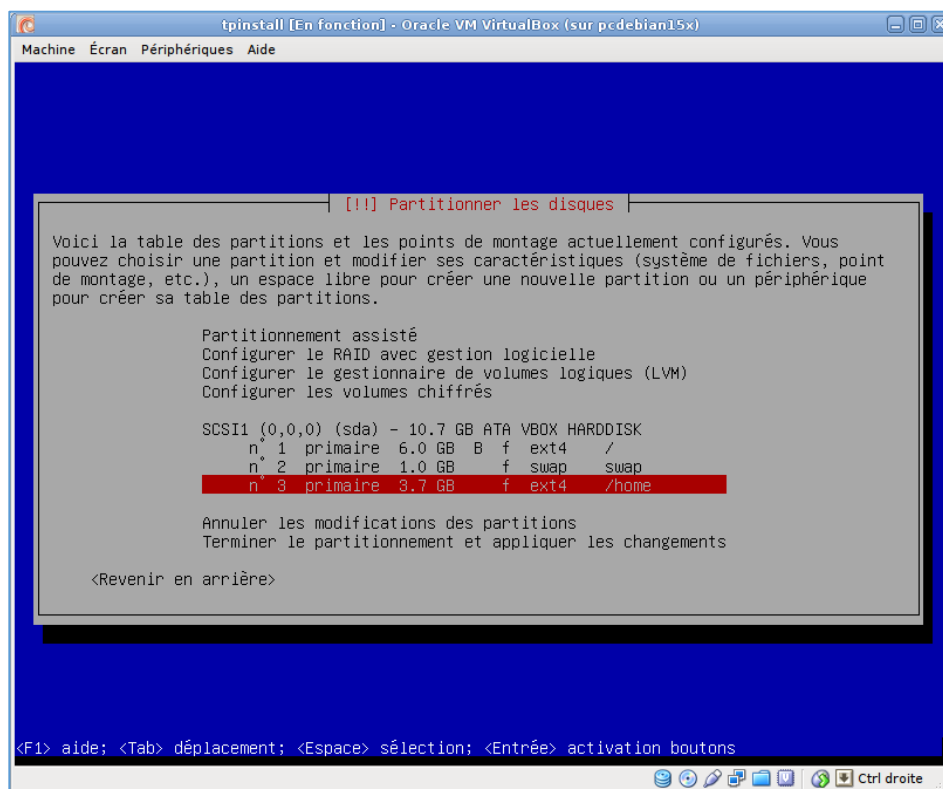 tpinstall [En fonction] - Oracle VM VirtualBox (sur pcdebian15x)
Machine Écran Périphériques Aide
[!!] Partitionner les disques
Voici la table des partitions et les points de montage actuellement configurés. Vous
pouvez choisir une partition et modifier ses caractéristiques (système de fichiers, point
de montage, etc.), un espace libre pour créer une nouvelle partition ou un périphérique
pour créer sa table des partitions.
Partitionnement assisté
Configurer le RAID avec gestion logicielle
Configurer le gestionnaire de volumes logiques (LVM)
Configurer les volumes chiffrés
SCSI1 (0,0,0) (sda) - 10.7 GB ATA VBOX HARDDISK
n° 1 primaire 6.0 GB B f ext4 /
n° 2 primaire 1.0 GB f swap swap
n° 3 primaire 3.7 GB f ext4 /home
Annuler les modifications des partitions
Terminer le partitionnement et appliquer les changements
<Revenir en arrière>
<F1> aide; <Tab> déplacement; <Espace> sélection; <Entrée> activation boutons
Ctrl droite